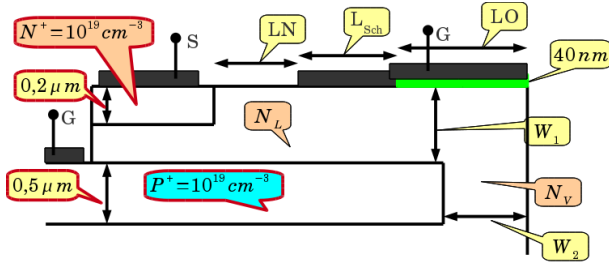 N⁺=10¹⁹cm⁻³
S
LN
L_Sch
G
LO
40nm
0,2μm
G
N_L
W₁
0,5μm
P⁺=10¹⁹cm⁻³
N_V
W₂